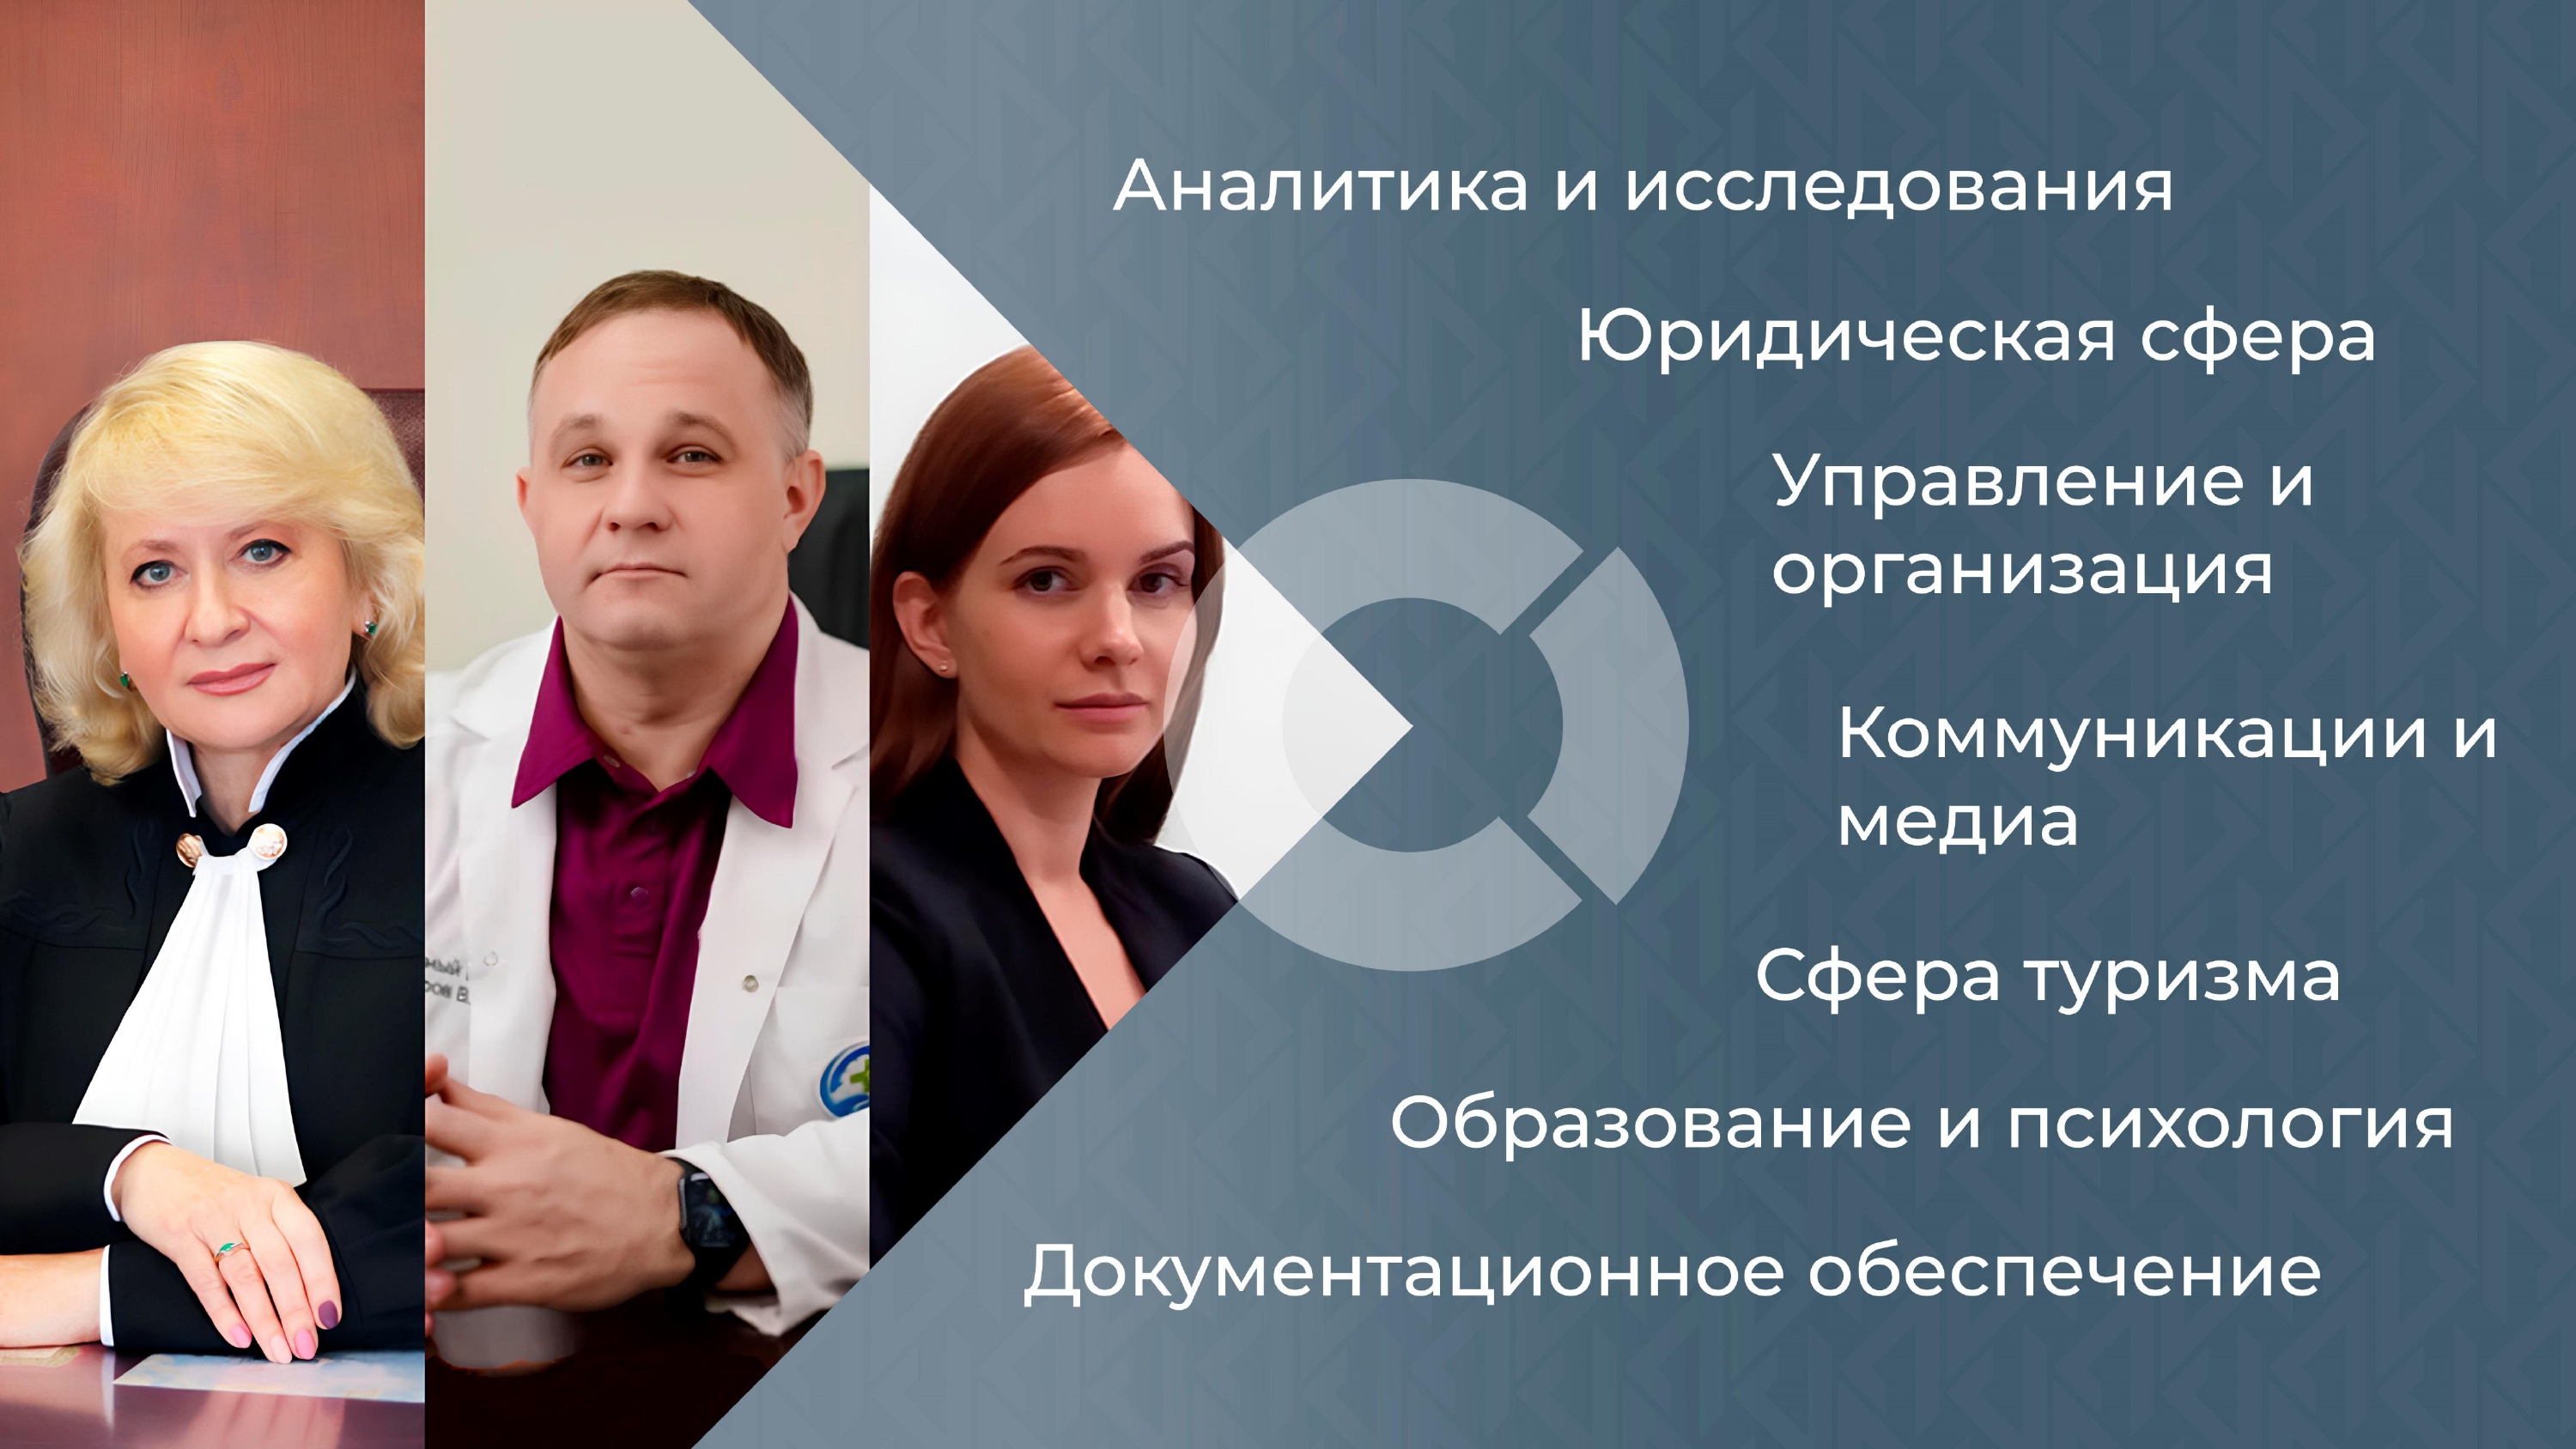 Аналитика и исследования
Юридическая сфера
Управление и
организация
Коммуникации и
медиа
Сфера туризма
Образование и психология
Документационное обеспечение